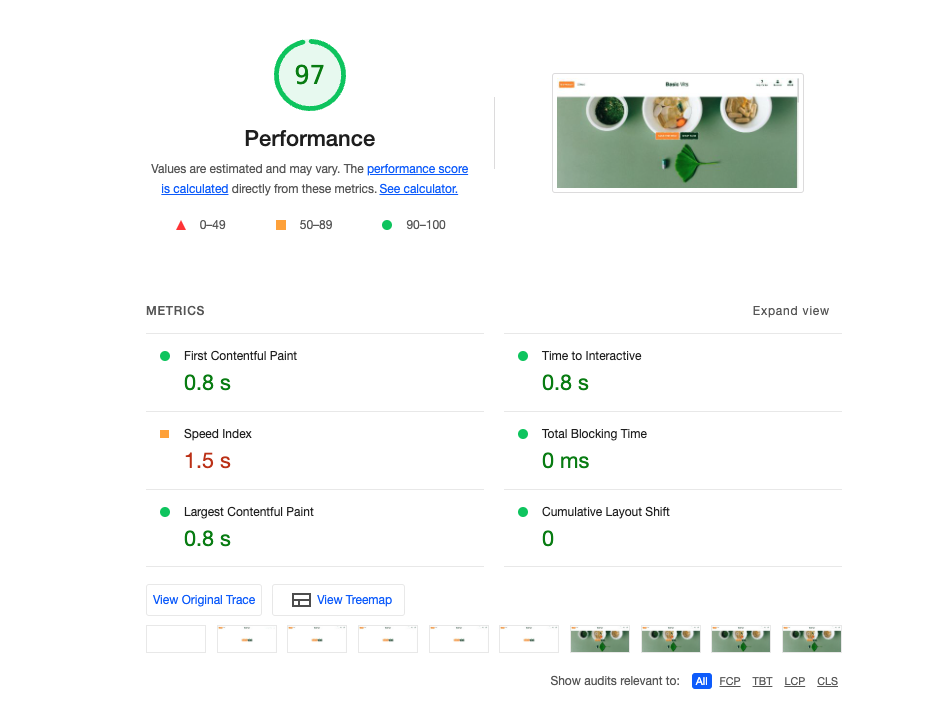 97
Performance
Values are estimated and may vary. The performance score
is calculated directly from these metrics. See calculator.
0–49 50–89 90–100
Basic Vits
METRICS
Expand view
First Contentful Paint
0.8 s
Time to Interactive
0.8 s
Speed Index
1.5 s
Total Blocking Time
0 ms
Largest Contentful Paint
0.8 s
Cumulative Layout Shift
0
View Original Trace
View Treemap
Show audits relevant to: All FCP TBT LCP CLS